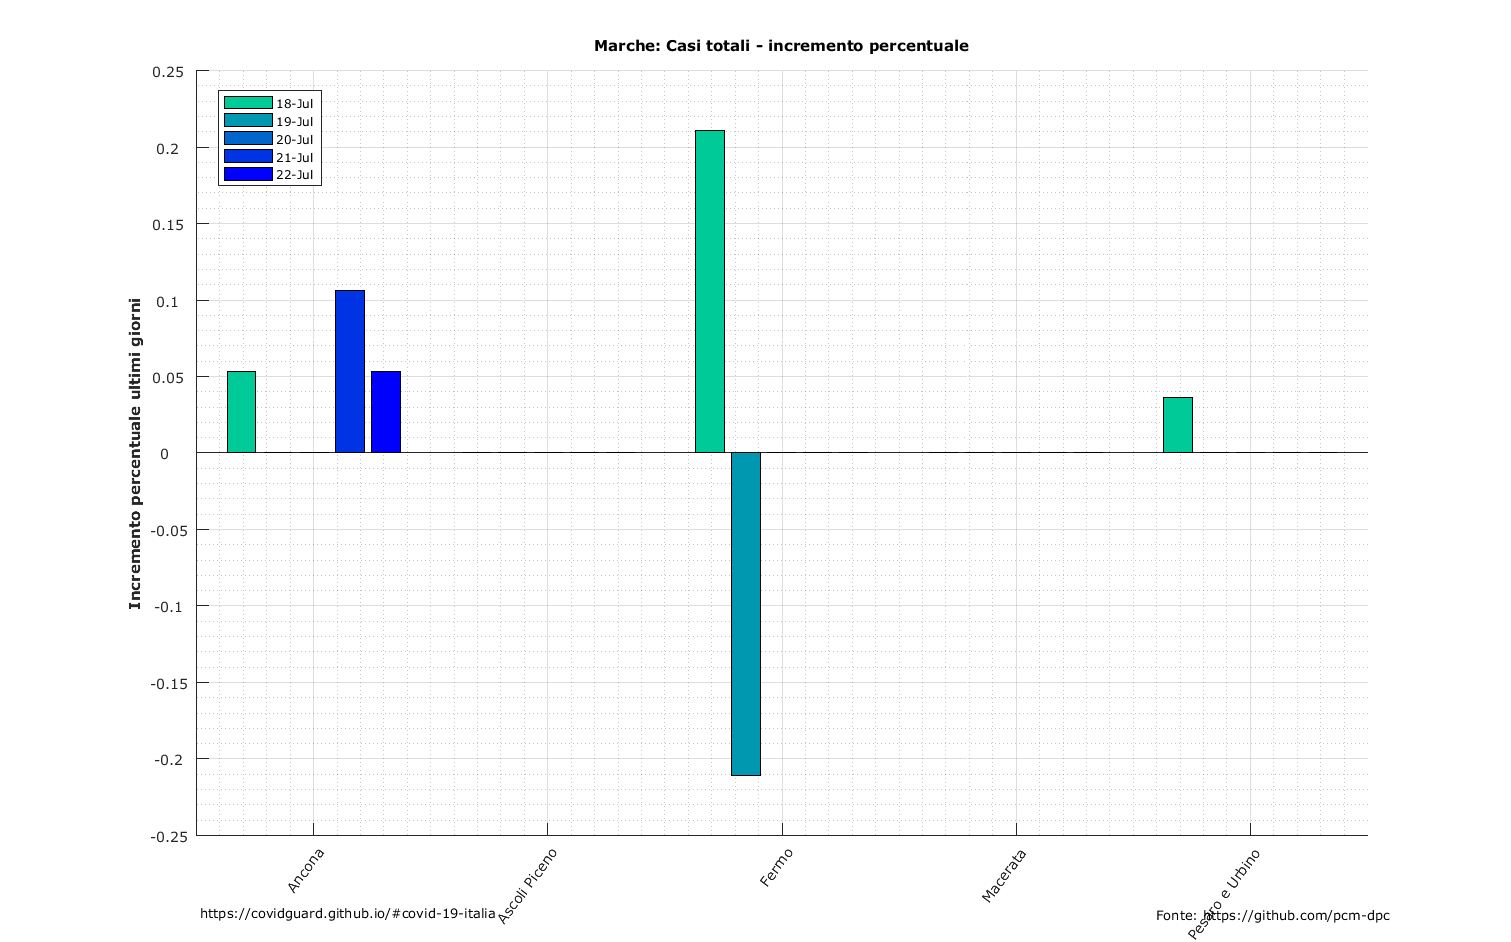 Marche: Casi totali - incremento percentuale
0.25
0.2
0.15
0.1
0.05
0
-0.05
-0.1
-0.15
-0.2
-0.25
Incremento percentuale ultimi giorni
18-Jul
19-Jul
20-Jul
21-Jul
22-Jul
Ancona
Ascoli Piceno
Fermo
Macerata
Pesaro e Urbino
https://covidguard.github.io/#covid-19-italia
Fonte: https://github.com/pcm-dpc